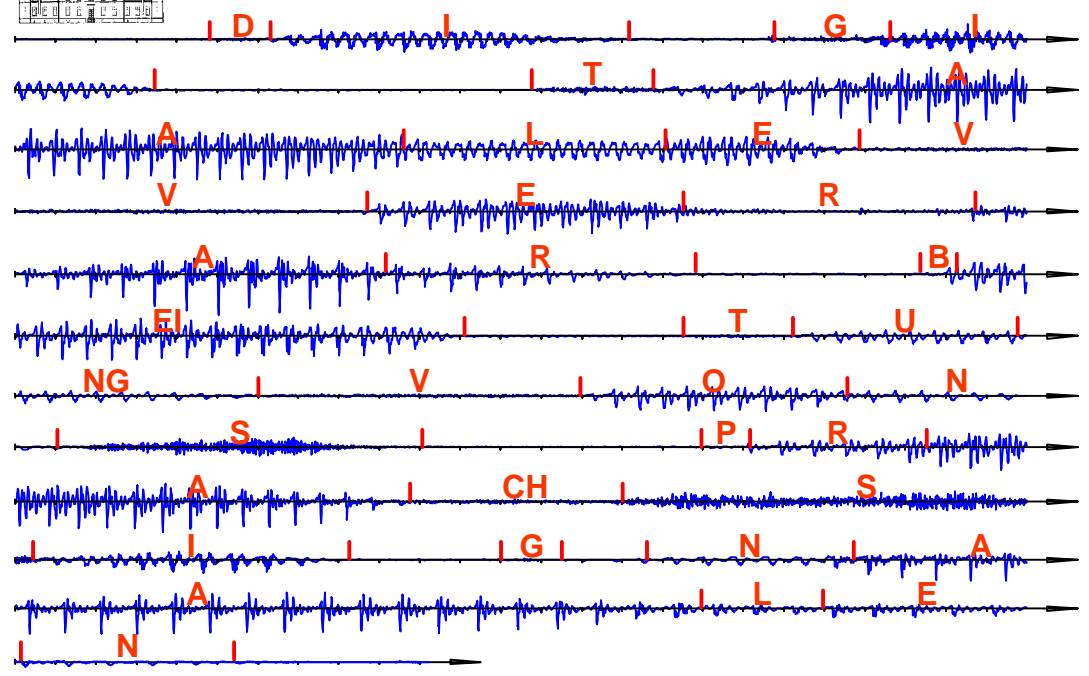 D I G I
T A
A L E V
V E R
A R B
EI T U
NG V O N
S P R
A CH S
I G N A
A L E
N